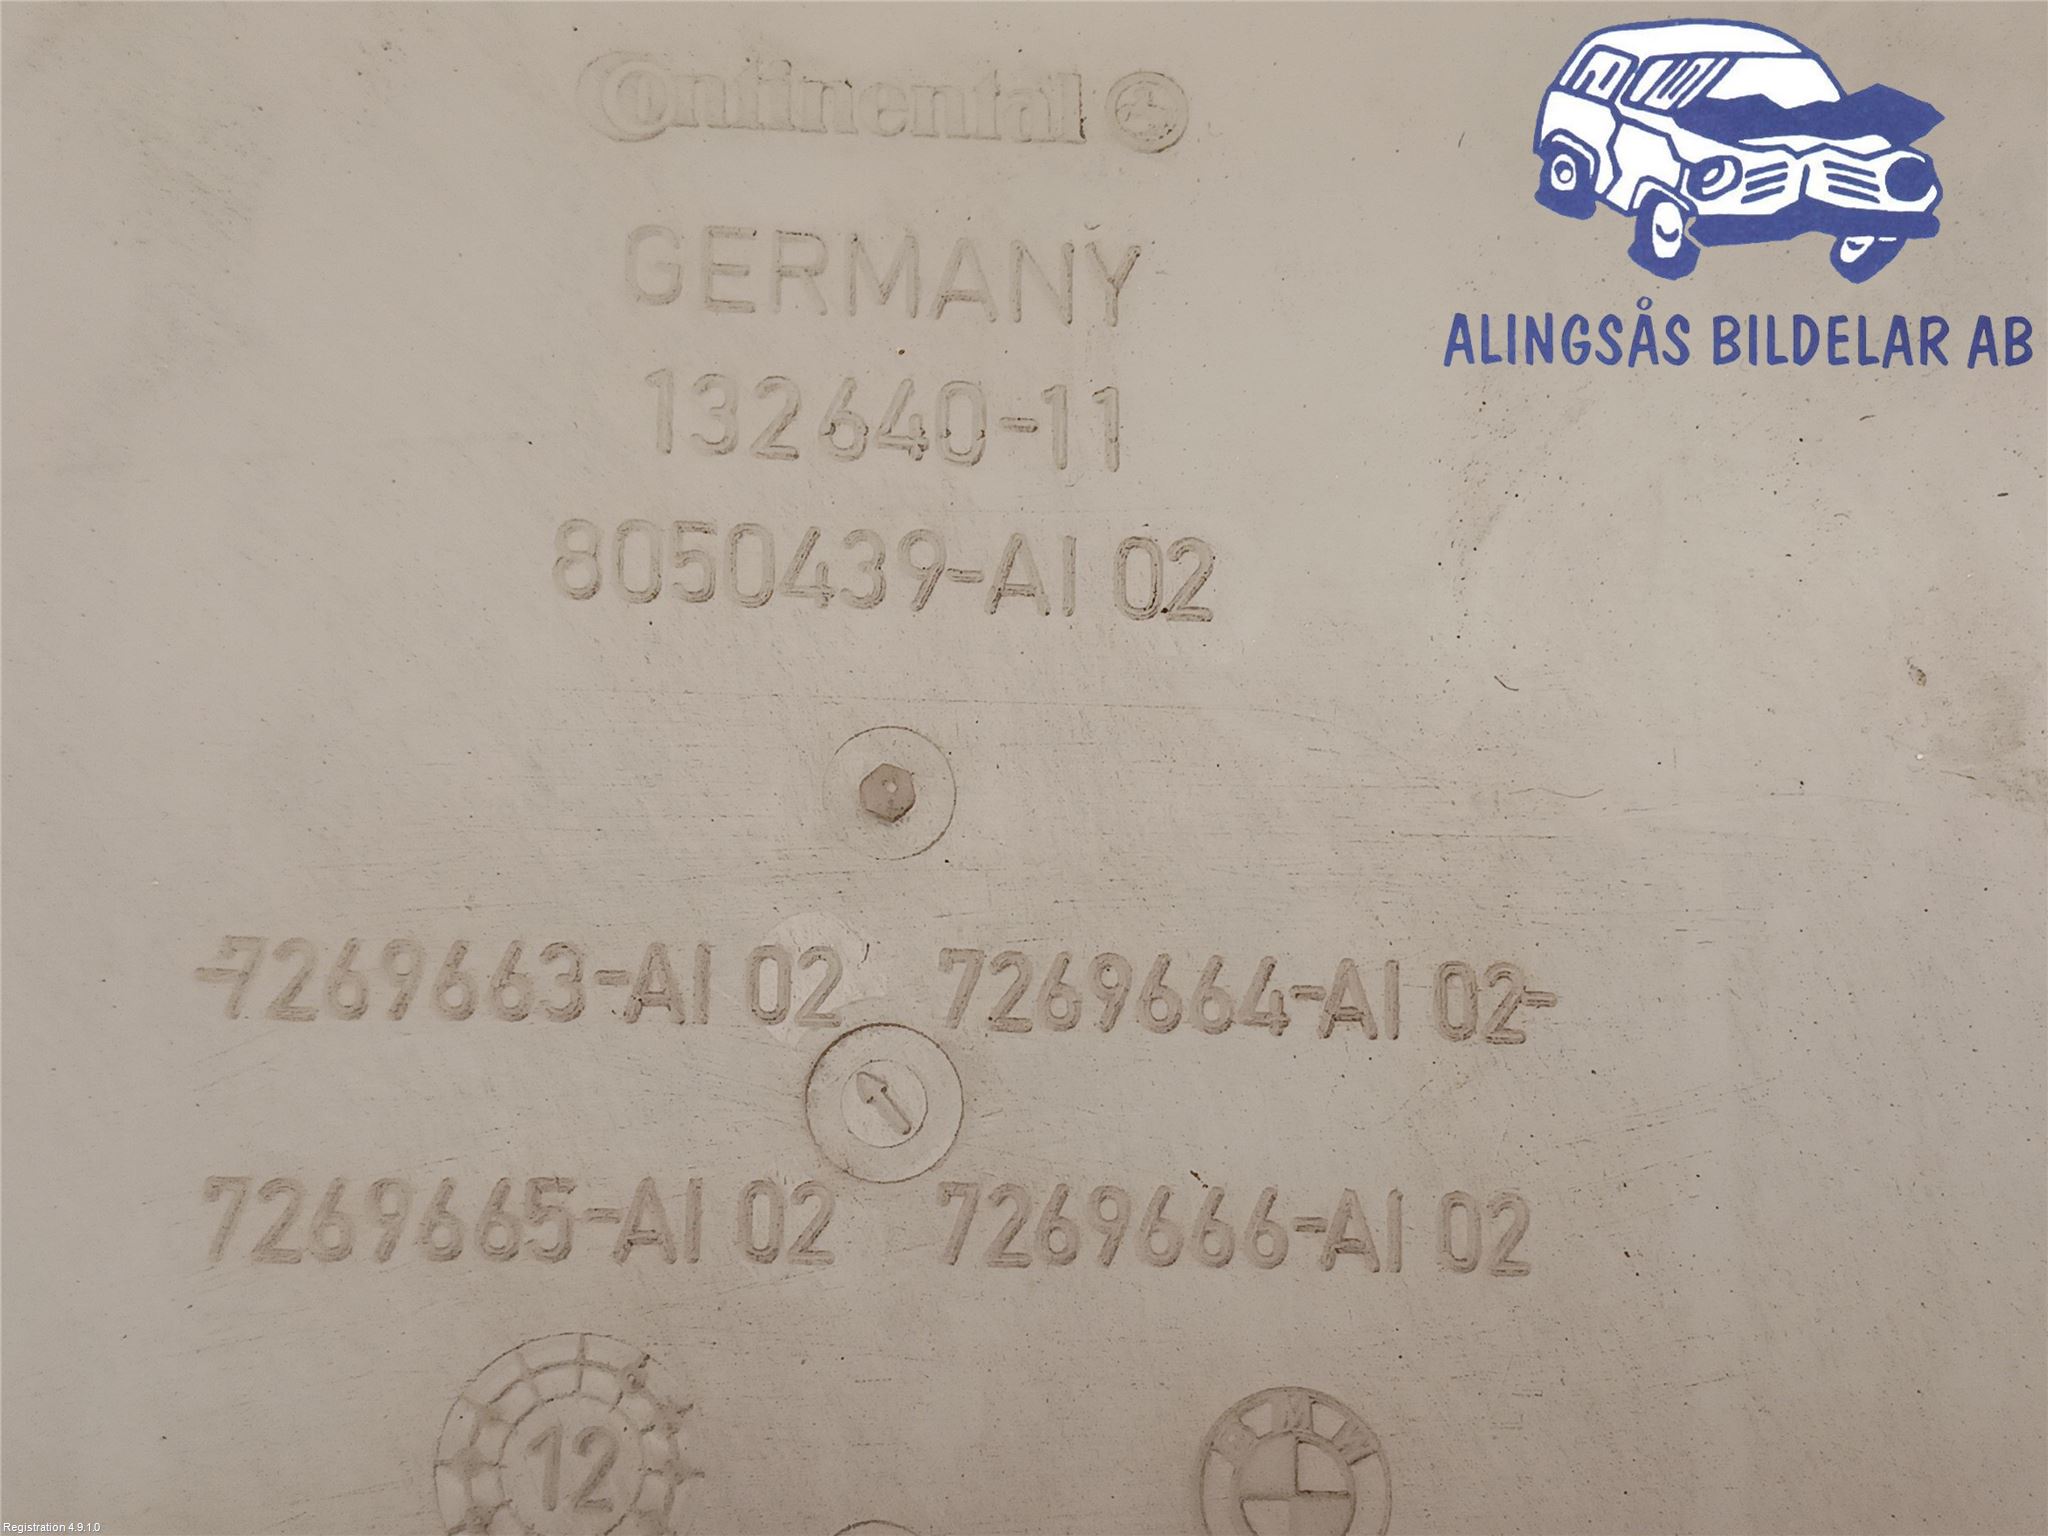 Continental
ALINGSÅS BILDELAR AB
GERMANY
132640-11
8050439-AI 02
-7269663-AI 02 7269664-AI 02-
7269665-AI 02 7269666-AI 02
12
BMW
Registration 4.9.1.0